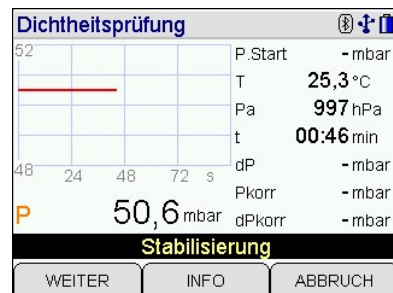 Dichtheitsprüfung
52
48
24
48
72
s
P 50,6 mbar
P.Start - mbar
T 25,3 °C
Pa 997 hPa
t 00:46 min
dP - mbar
Pkorr - mbar
dPkorr - mbar
Stabilisierung
WEITER
INFO
ABBRUCH